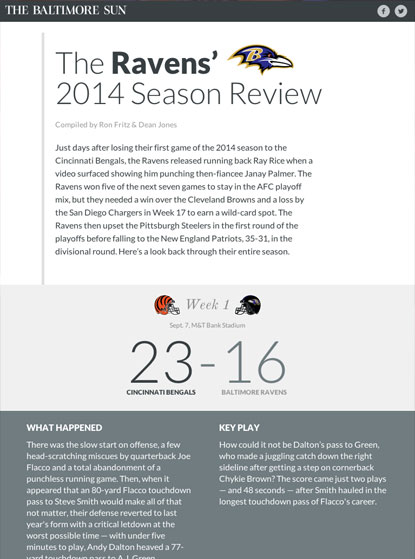 THE BALTIMORE SUN
The Ravens’
2014 Season Review
Compiled by Ron Fritz & Dean Jones
Just days after losing their first game of the 2014 season to the
Cincinnati Bengals, the Ravens released running back Ray Rice when a
video surfaced showing him punching then-fiancee Janay Palmer. The
Ravens won five of the next seven games to stay in the AFC playoff
mix, but they needed a win over the Cleveland Browns and a loss by
the San Diego Chargers in Week 17 to earn a wild-card spot. The
Ravens then upset the Pittsburgh Steelers in the first round of the
playoffs before falling to the New England Patriots, 35-31, in the
divisional round. Here’s a look back through their entire season.
Week 1
Sept. 7, M&T Bank Stadium
23-16
CINCINNATI BENGALS BALTIMORE RAVENS
WHAT HAPPENED
There was the slow start on offense, a few
head-scratching miscues by quarterback Joe
Flacco and a total abandonment of a
punchless running game. Then, when it
appeared that an 80-yard Flacco touchdown
pass to Steve Smith would make all of that
not matter, their defense reverted to last
year's form with a critical letdown at the
worst possible time — with under five
minutes to play, Andy Dalton heaved a 77-
yard touchdown pass to A.J. Green
KEY PLAY
How could it not be Dalton’s pass to Green,
who made a juggling catch down the right
sideline after getting a step on cornerback
Chykie Brown? The score came just two plays
— and 48 seconds — after Smith hauled in the
longest touchdown pass of Flacco's career.